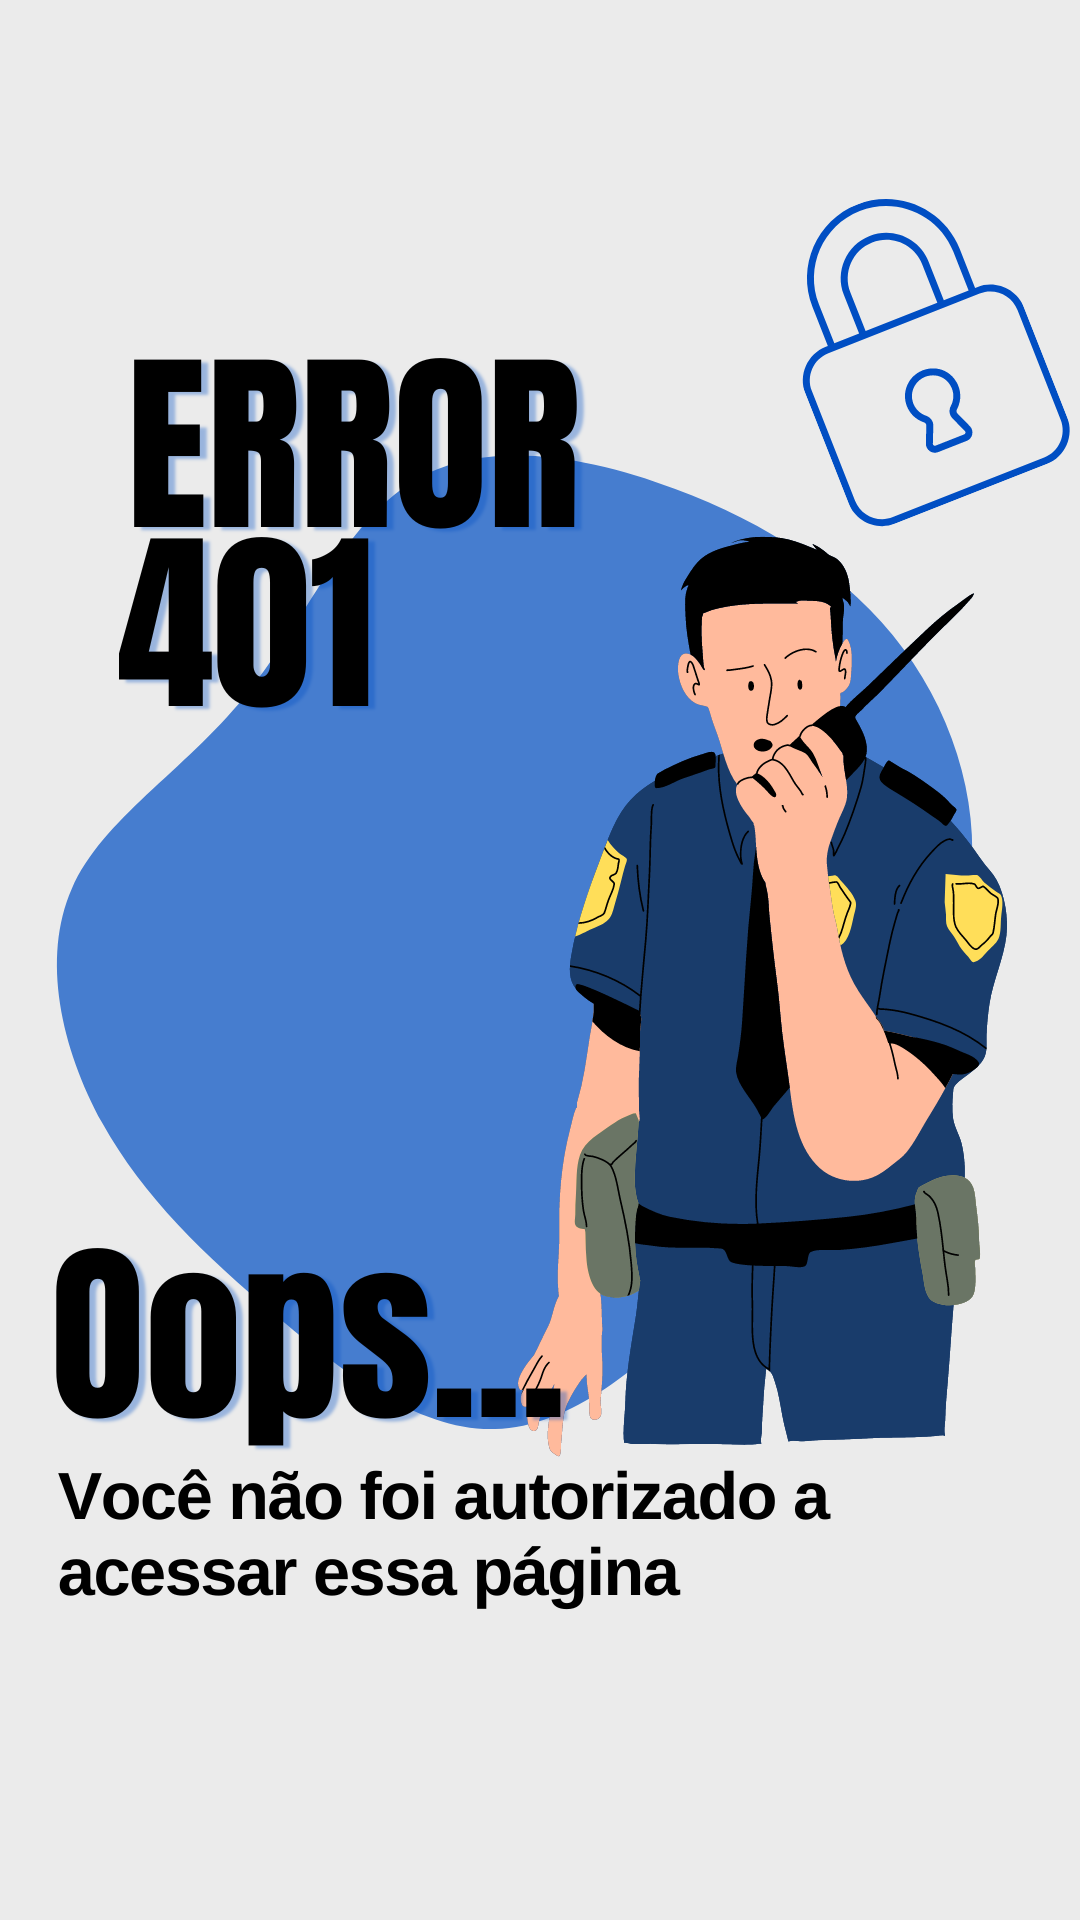 ERROR
401
Oops...
Você não foi autorizado a
acessar essa página